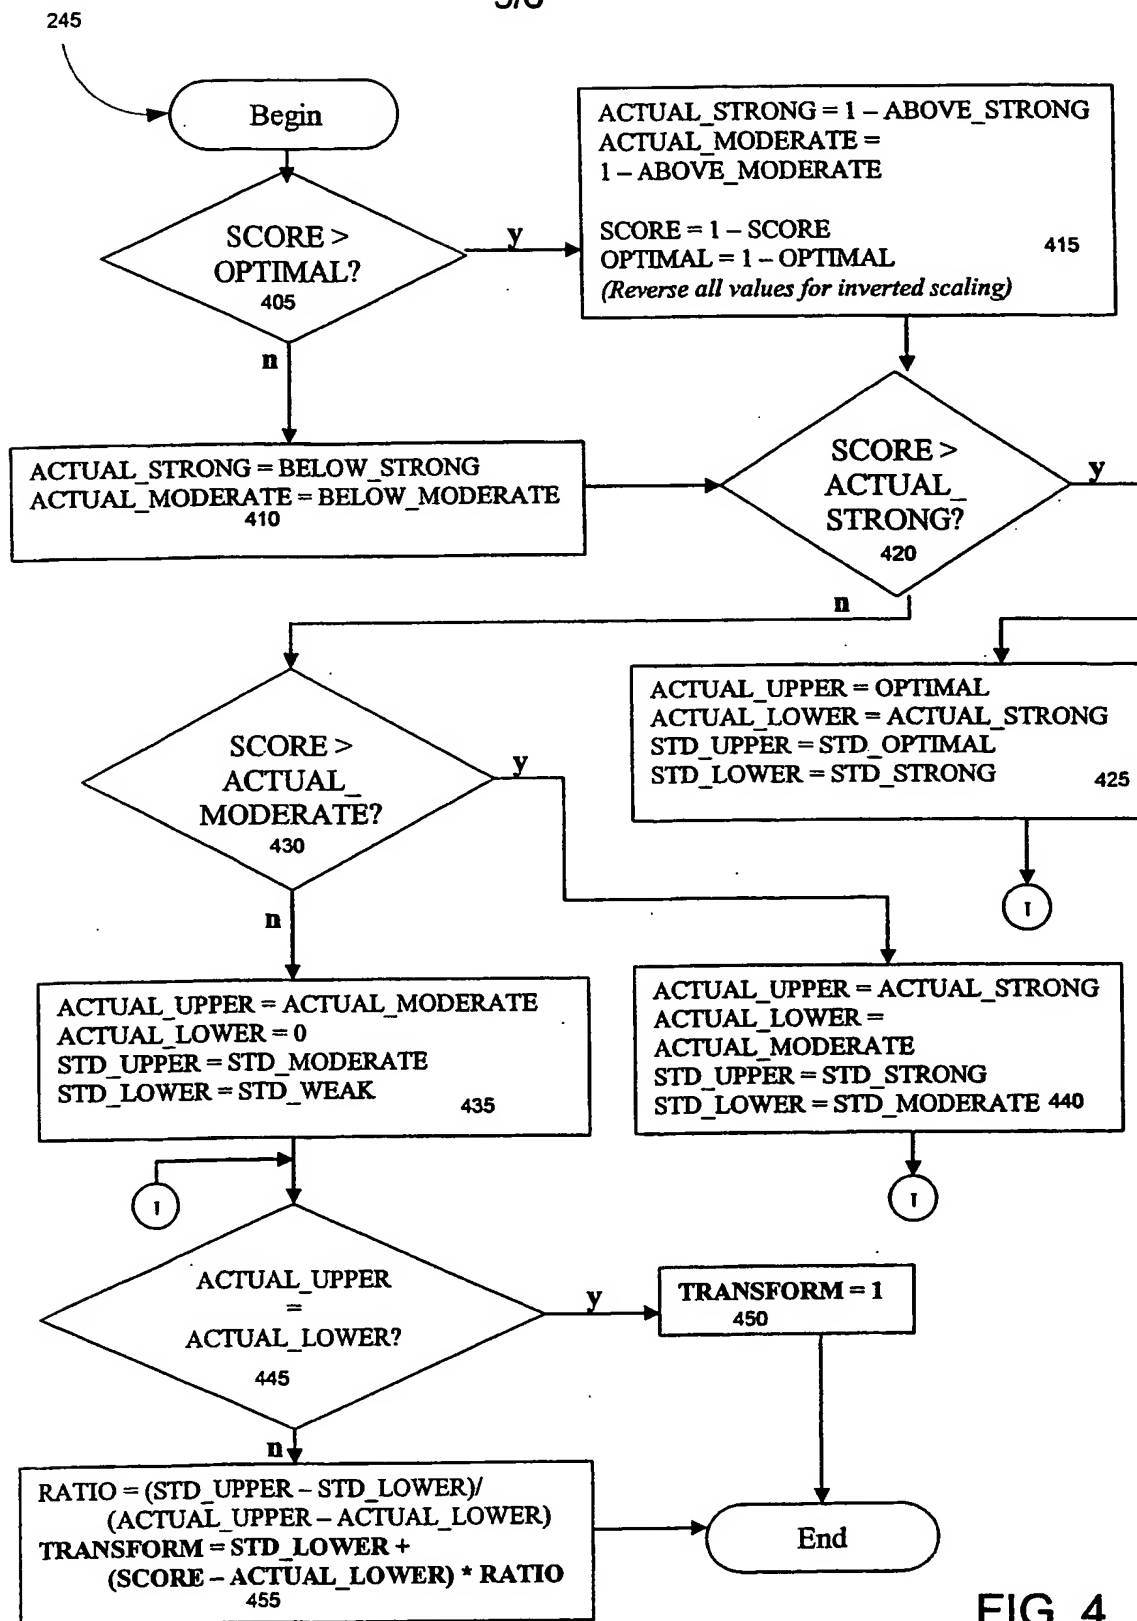 245
Begin
SCORE >
OPTIMAL?
405
y
n
ACTUAL_STRONG = 1 – ABOVE_STRONG
ACTUAL_MODERATE =
1 – ABOVE_MODERATE
SCORE = 1 – SCORE
OPTIMAL = 1 – OPTIMAL
415
(Reverse all values for inverted scaling)
ACTUAL_STRONG = BELOW_STRONG
ACTUAL_MODERATE = BELOW_MODERATE
410
SCORE >
ACTUAL_
STRONG?
420
y
n
ACTUAL_UPPER = OPTIMAL
ACTUAL_LOWER = ACTUAL_STRONG
STD_UPPER = STD_OPTIMAL
STD_LOWER = STD_STRONG
425
SCORE >
ACTUAL_
MODERATE?
430
y
n
1
ACTUAL_UPPER = ACTUAL_MODERATE
ACTUAL_LOWER = 0
STD_UPPER = STD_MODERATE
STD_LOWER = STD_WEAK
435
ACTUAL_UPPER = ACTUAL_STRONG
ACTUAL_LOWER =
ACTUAL_MODERATE
STD_UPPER = STD_STRONG
STD_LOWER = STD_MODERATE 440
1
1
ACTUAL_UPPER
=
ACTUAL_LOWER?
445
y
n
TRANSFORM = 1
450
RATIO = (STD_UPPER – STD_LOWER)/
(ACTUAL_UPPER – ACTUAL_LOWER)
TRANSFORM = STD_LOWER +
(SCORE – ACTUAL_LOWER) * RATIO
455
End
FIG. 4